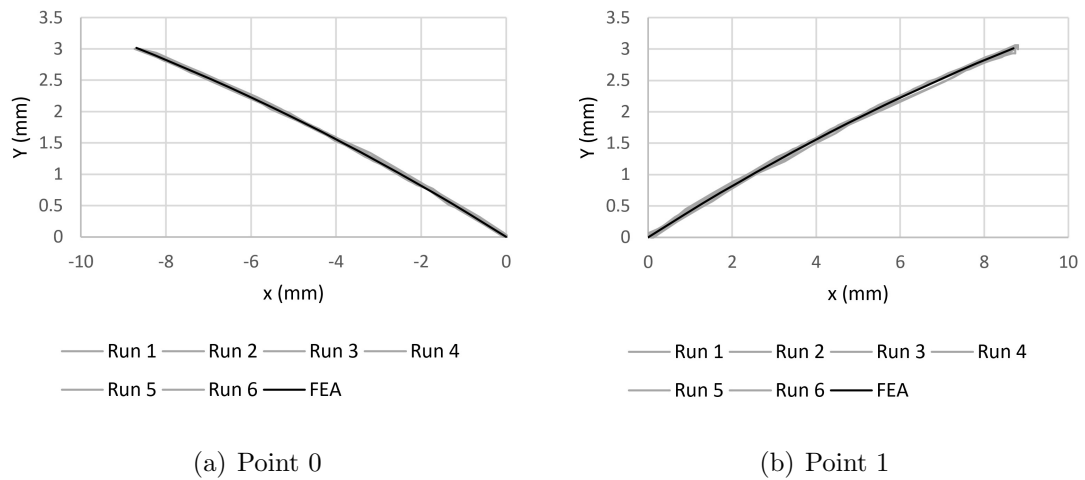 3.5
3
2.5
2
1.5
1
0.5
0
Y (mm)
-10 -8 -6 -4 -2 0
x (mm)
Run 1 Run 2 Run 3 Run 4
Run 5 Run 6 FEA
(a) Point 0
3.5
3
2.5
2
1.5
1
0.5
0
Y (mm)
0 2 4 6 8 10
x (mm)
Run 1 Run 2 Run 3 Run 4
Run 5 Run 6 FEA
(b) Point 1